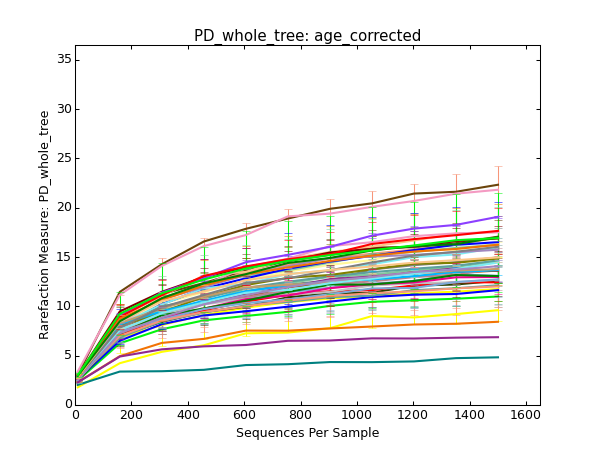 PD_whole_tree: age_corrected
Rarefaction Measure: PD_whole_tree
35
30
25
20
15
10
5
0
0 200 400 600 800 1000 1200 1400 1600
Sequences Per Sample